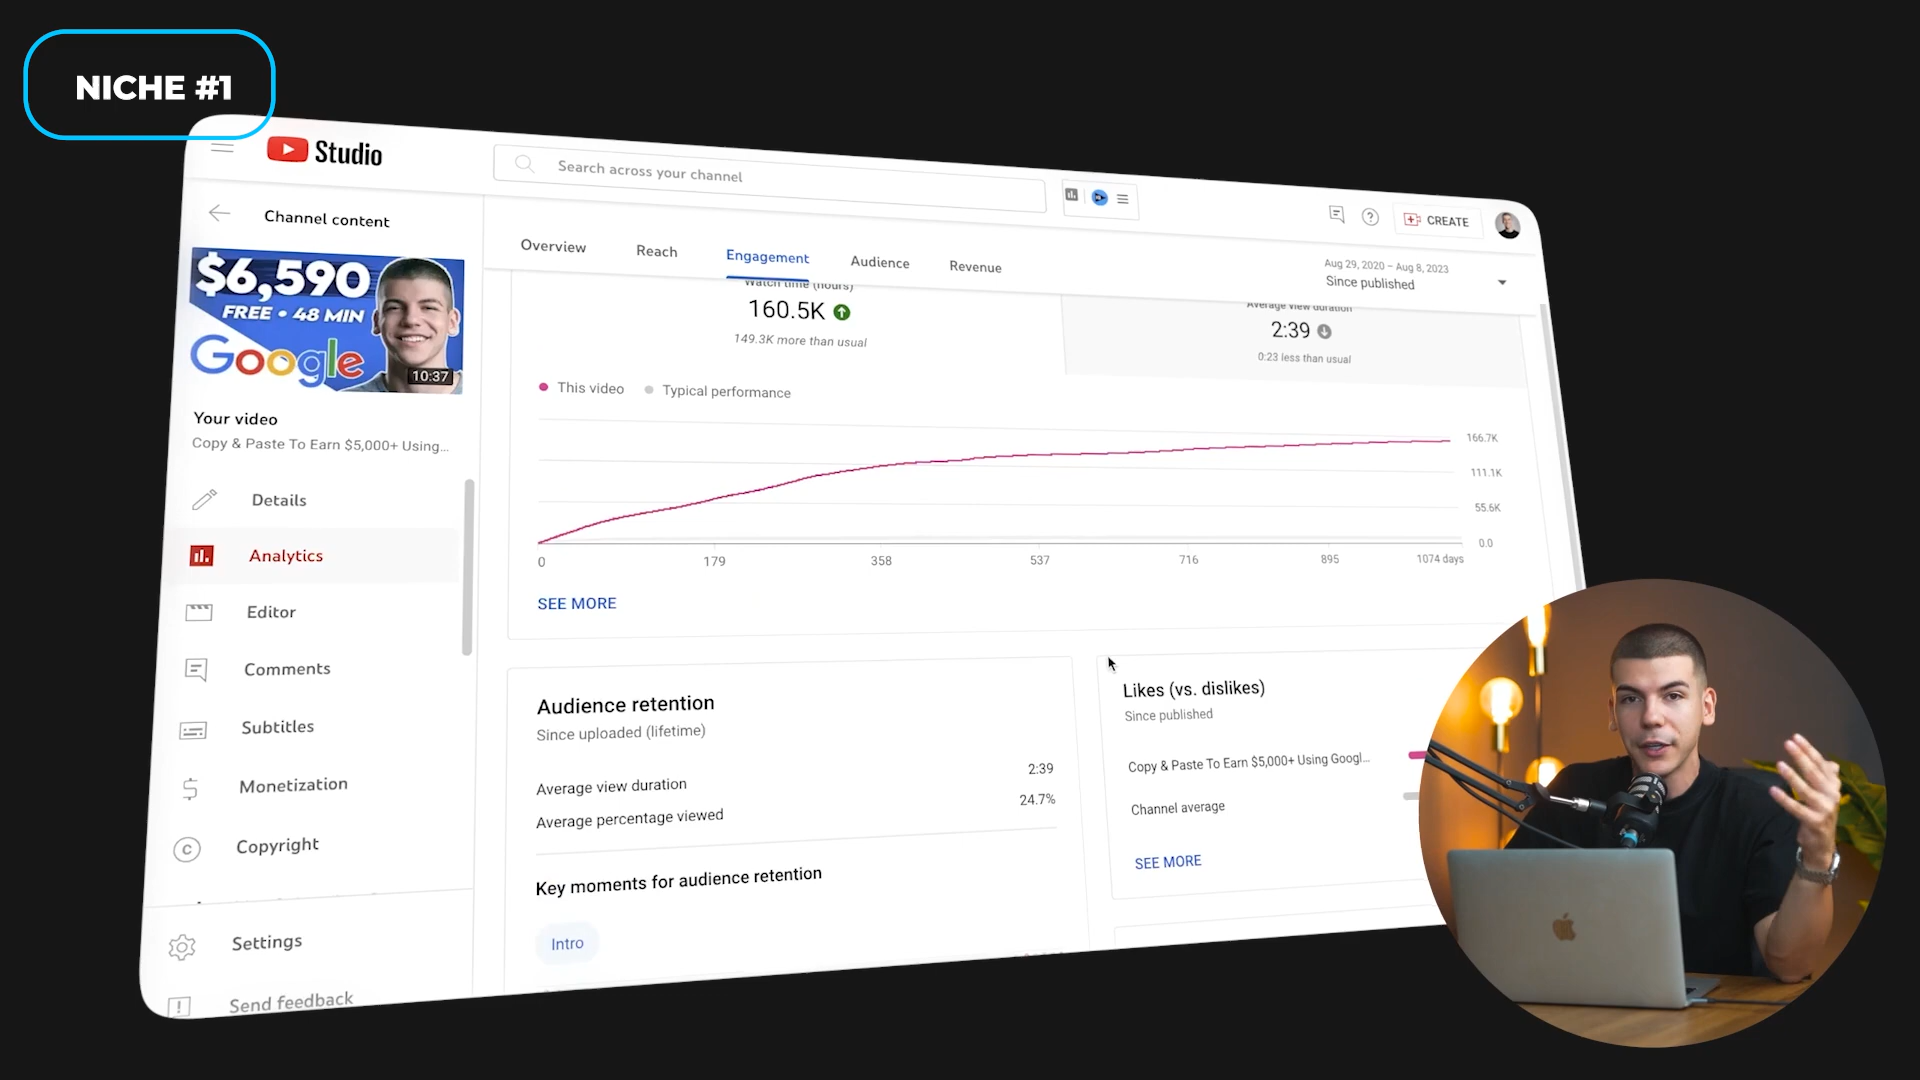 NICHE #1
Studio
Search across your channel
CREATE
Channel content
$6,590
FREE • 48 MIN
Google
10:37
Your video
Copy & Paste To Earn $5,000+ Using...
Details
Analytics
Editor
Comments
Subtitles
Monetization
Copyright
Settings
Send feedback
Overview
Reach
Engagement
Audience
Revenue
Aug 29, 2020 – Aug 8, 2023
Since published
Watch time (hours)
160.5K
149.3K more than usual
Average view duration
2:39
0:23 less than usual
This video
Typical performance
166.7K
111.1K
55.6K
0.0
0
179
358
537
716
895
1074 days
SEE MORE
Audience retention
Since uploaded (lifetime)
Average view duration
2:39
Average percentage viewed
24.7%
Key moments for audience retention
Intro
Likes (vs. dislikes)
Since published
Copy & Paste To Earn $5,000+ Using Googl...
Channel average
SEE MORE